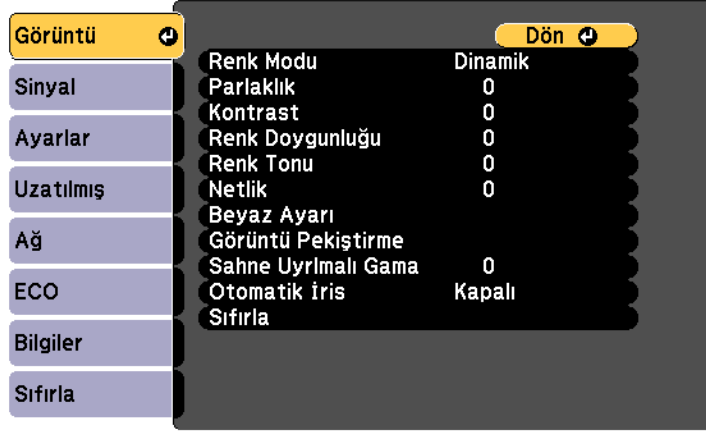 Görüntü
Sinyal
Ayarlar
Uzatılmış
Ağ
ECO
Bilgiler
Sıfırla
Dön
Renk Modu Dinamik
Parlaklık 0
Kontrast 0
Renk Doygunluğu 0
Renk Tonu 0
Netlik 0
Beyaz Ayarı
Görüntü Pekiştirme
Sahne Uyrlmalı Gama 0
Otomatik İris Kapalı
Sıfırla